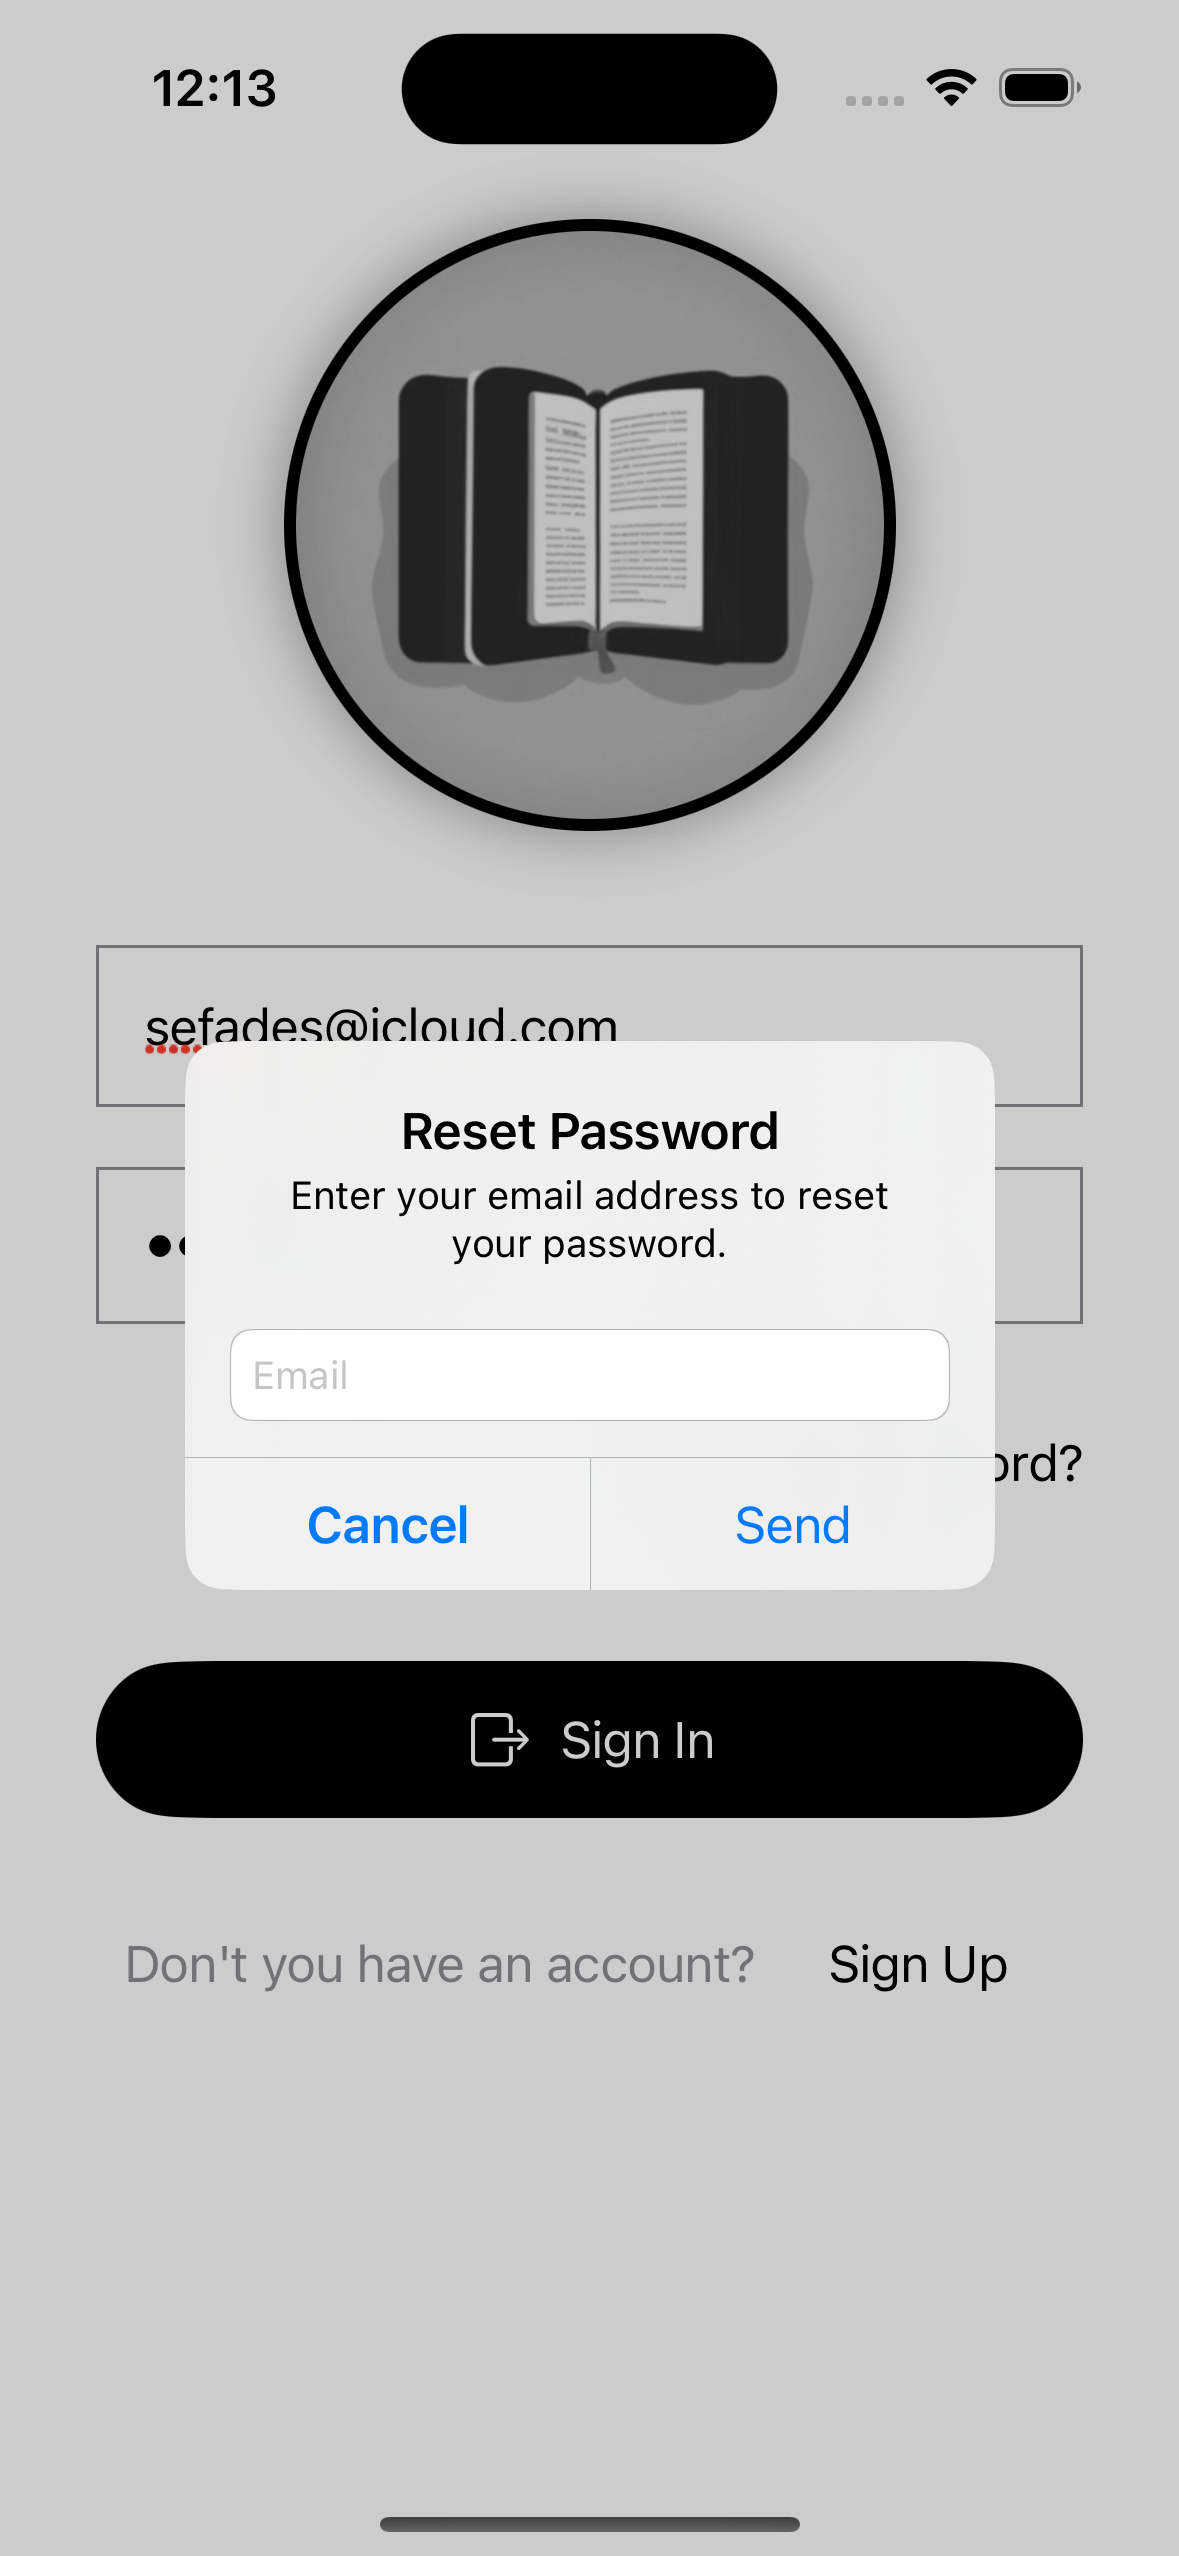 12:13
sefades@icloud.com
Reset Password
Enter your email address to reset
your password.
Email
Cancel
Send
Sign In
Don't you have an account?
Sign Up